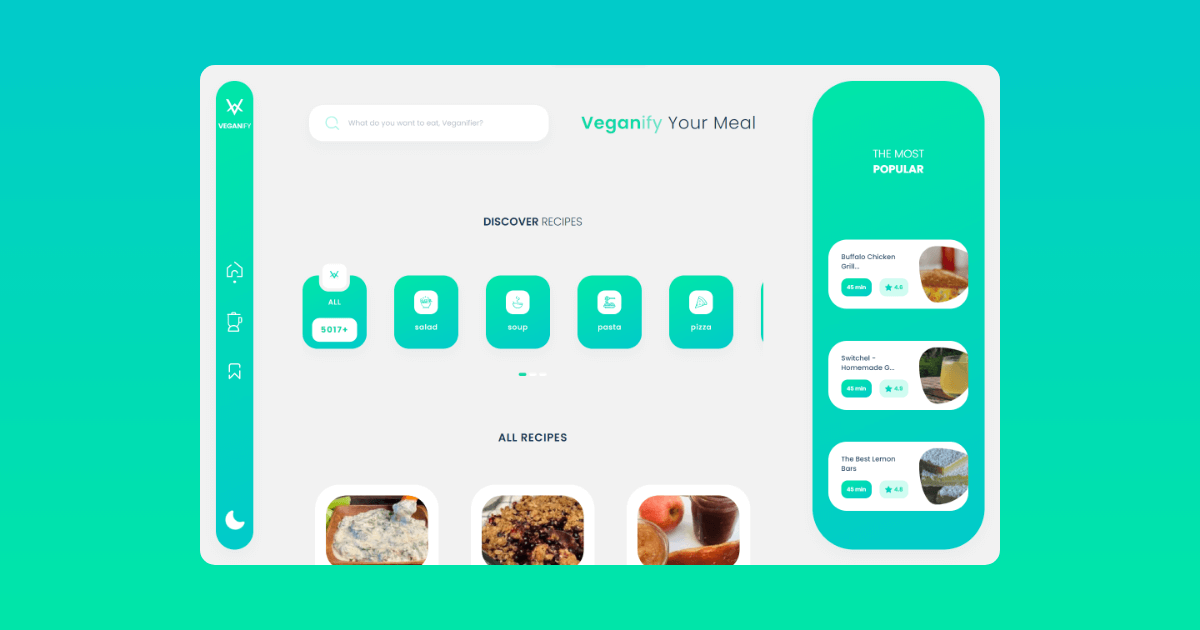 VEGANIFY
What do you want to eat, Veganifier?
Veganify Your Meal
DISCOVER RECIPES
ALL
5017+
salad
soup
pasta
pizza
ALL RECIPES
THE MOST
POPULAR
Buffalo Chicken
Grill...
45 min
4.8
Switchel -
Homemade G...
45 min
4.8
The Best Lemon
Bars
45 min
4.8